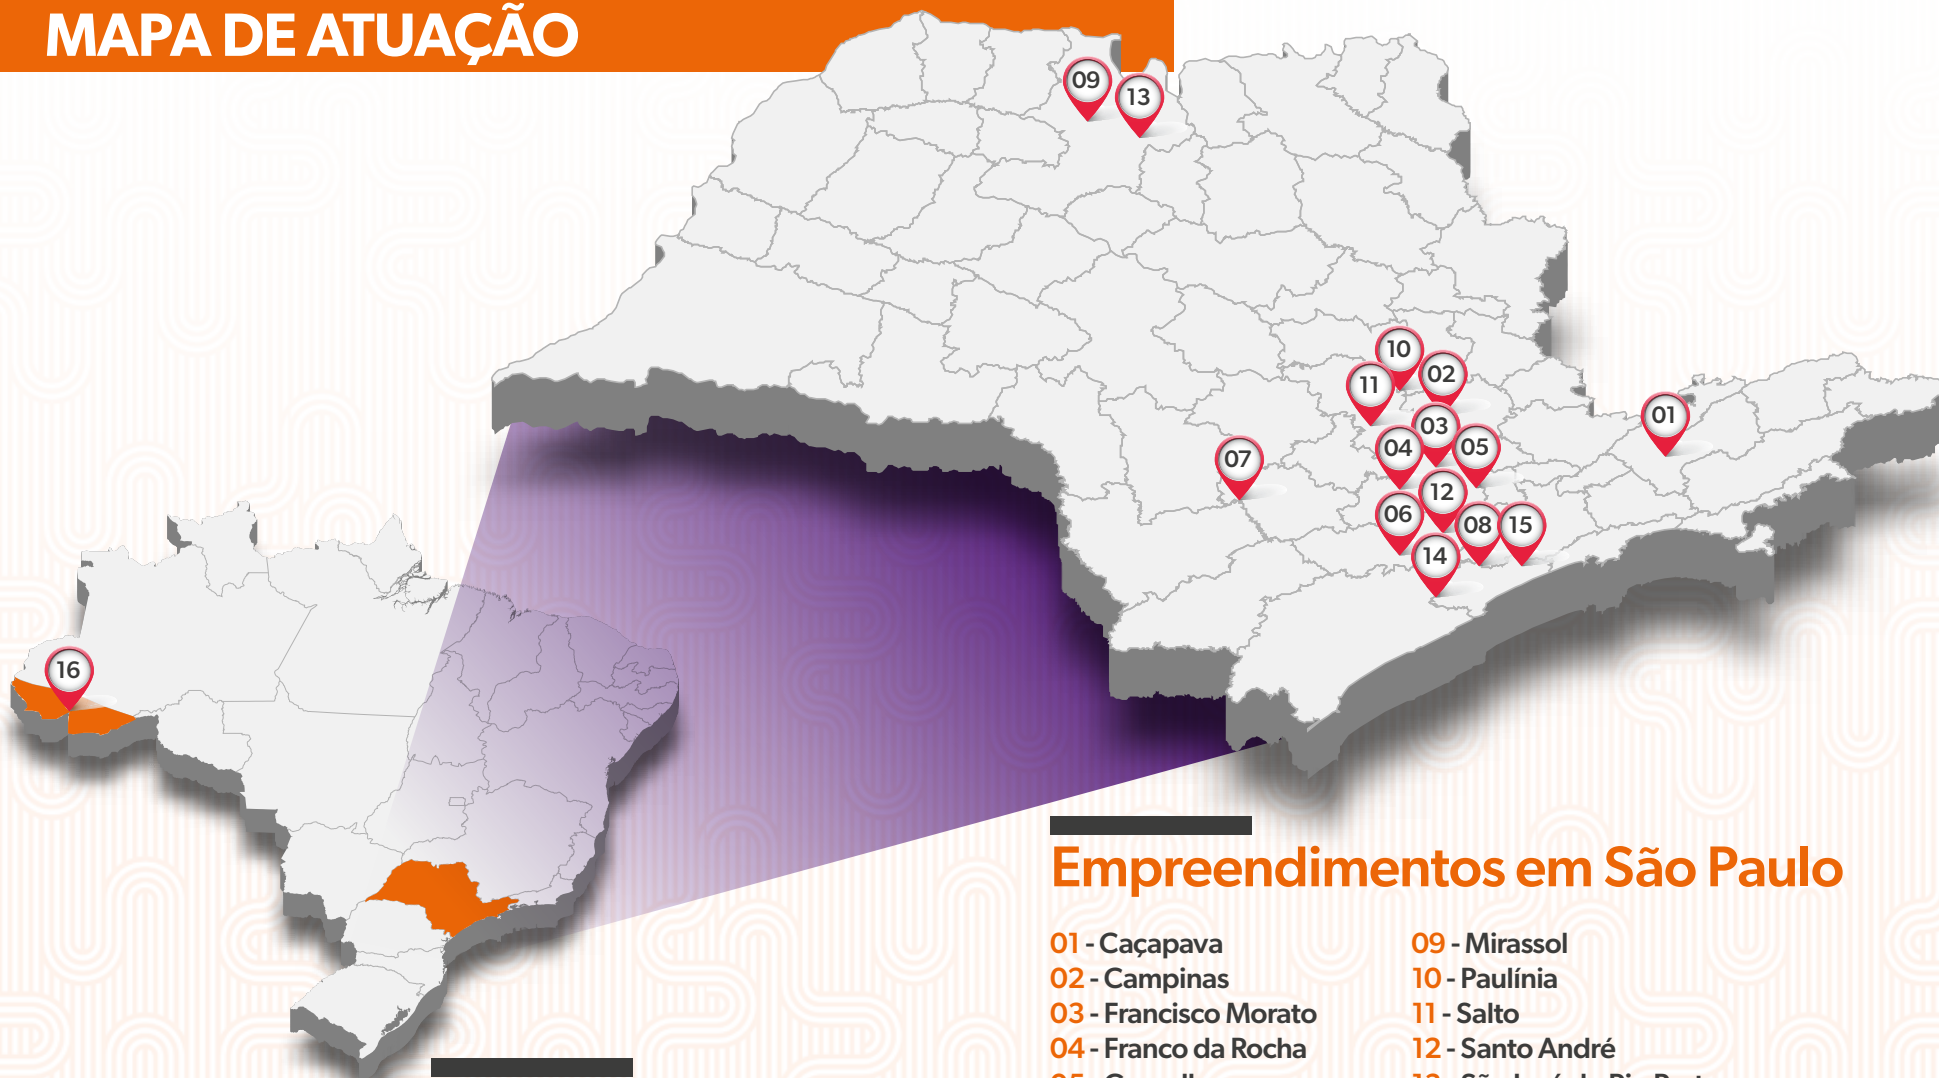 MAPA DE ATUAÇÃO
09
13
10
02
11
01
03
04
05
07
12
06
08
15
14
16
Empreendimentos em São Paulo
01 - Caçapava
02 - Campinas
03 - Francisco Morato
04 - Franco da Rocha
09 - Mirassol
10 - Paulínia
11 - Salto
12 - Santo André